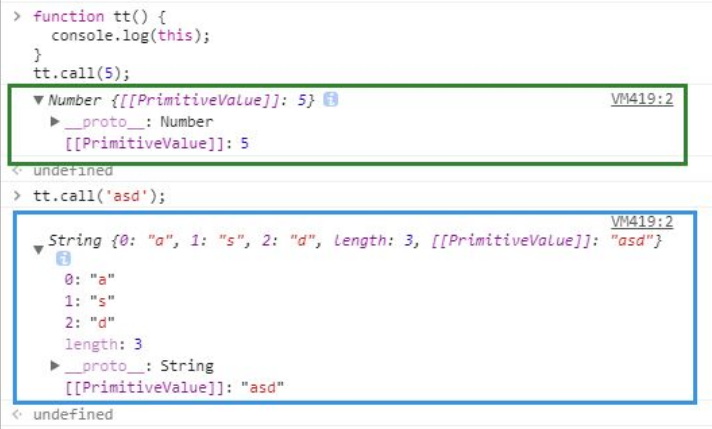 > function tt() {
console.log(this);
}
tt.call(5);
▼ Number {[[PrimitiveValue]]: 5} i VM419:2
▶ __proto__: Number
[[PrimitiveValue]]: 5
<· undefined
> tt.call('asd');
VM419:2
▼ String {0: "a", 1: "s", 2: "d", length: 3, [[PrimitiveValue]]: "asd"}
i
0: "a"
1: "s"
2: "d"
length: 3
▶ __proto__: String
[[PrimitiveValue]]: "asd"
<· undefined